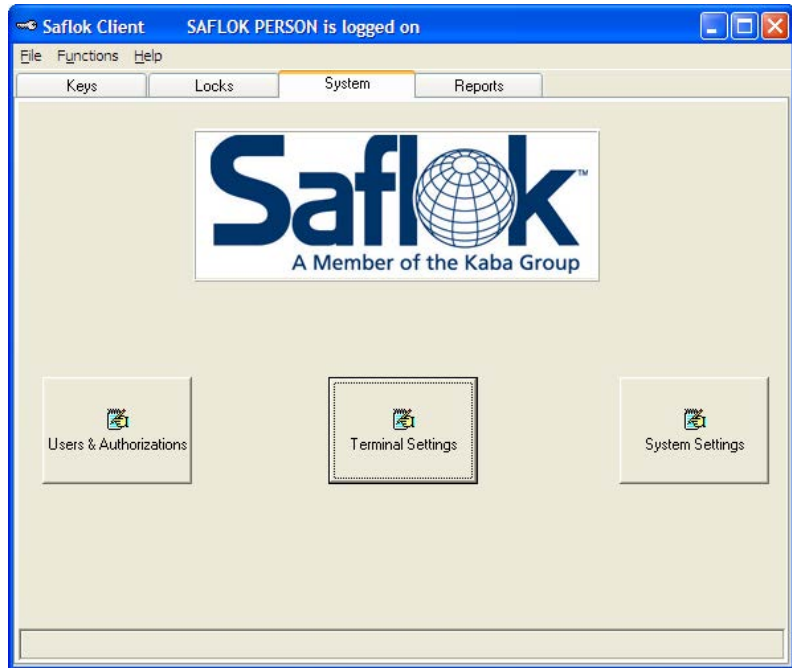 Saflok Client SAFLOK PERSON is logged on
File Functions Help
Keys Locks System Reports
Saflok™
A Member of the Kaba Group
Users & Authorizations Terminal Settings System Settings